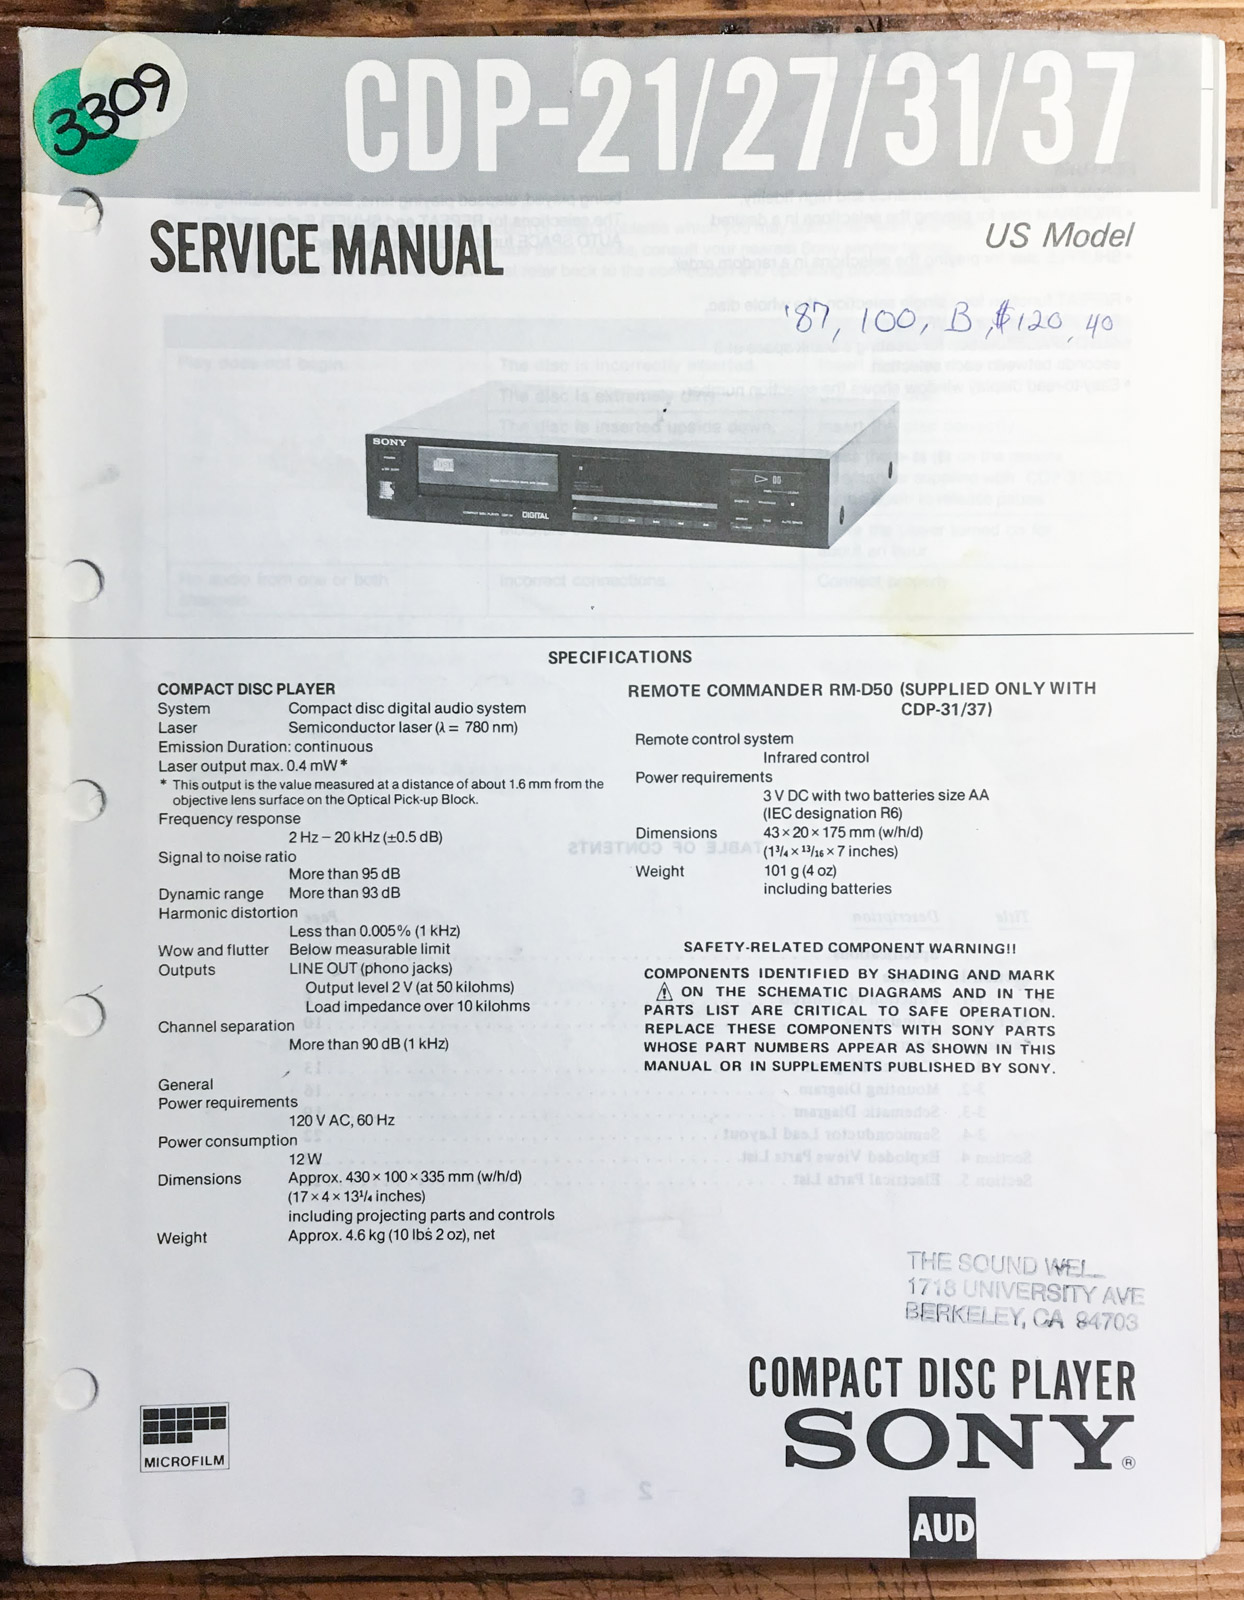 3309
CDP-21/27/31/37
SERVICE MANUAL
US Model
'87, 100, B, $120, 40
SONY
DIGITAL
SPECIFICATIONS
COMPACT DISC PLAYER
System Compact disc digital audio system
Laser Semiconductor laser (λ = 780 nm)
Emission Duration: continuous
Laser output max. 0.4 mW*
* This output is the value measured at a distance of about 1.6 mm from the
objective lens surface on the Optical Pick-up Block.
Frequency response
2 Hz – 20 kHz (±0.5 dB)
Signal to noise ratio
More than 95 dB
Dynamic range More than 93 dB
Harmonic distortion
Less than 0.005% (1 kHz)
Wow and flutter Below measurable limit
Outputs LINE OUT (phono jacks)
Output level 2 V (at 50 kilohms)
Load impedance over 10 kilohms
Channel separation
More than 90 dB (1 kHz)
General
Power requirements
120 V AC, 60 Hz
Power consumption
12 W
Dimensions Approx. 430 × 100 × 335 mm (w/h/d)
(17 × 4 × 13 1/4 inches)
including projecting parts and controls
Weight Approx. 4.6 kg (10 lbs 2 oz), net
REMOTE COMMANDER RM-D50 (SUPPLIED ONLY WITH
CDP-31/37)
Remote control system
Infrared control
Power requirements
3 V DC with two batteries size AA
(IEC designation R6)
Dimensions 43 × 20 × 175 mm (w/h/d)
(1 3/4 × 13/16 × 7 inches)
Weight 101 g (4 oz)
including batteries
SAFETY-RELATED COMPONENT WARNING!!
COMPONENTS IDENTIFIED BY SHADING AND MARK
⚠ ON THE SCHEMATIC DIAGRAMS AND IN THE
PARTS LIST ARE CRITICAL TO SAFE OPERATION.
REPLACE THESE COMPONENTS WITH SONY PARTS
WHOSE PART NUMBERS APPEAR AS SHOWN IN THIS
MANUAL OR IN SUPPLEMENTS PUBLISHED BY SONY.
THE SOUND WEL
1718 UNIVERSITY AVE
BERKELEY, CA 94703
COMPACT DISC PLAYER
SONY®
MICROFILM
AUD